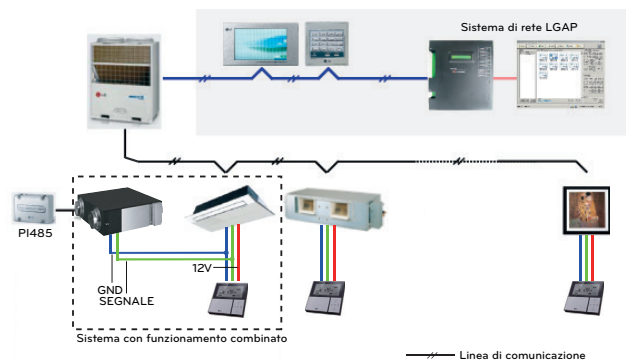 Sistema di rete LGAP
PI485
12V
GND
SEGNALE
Sistema con funzionamento combinato
Linea di comunicazione